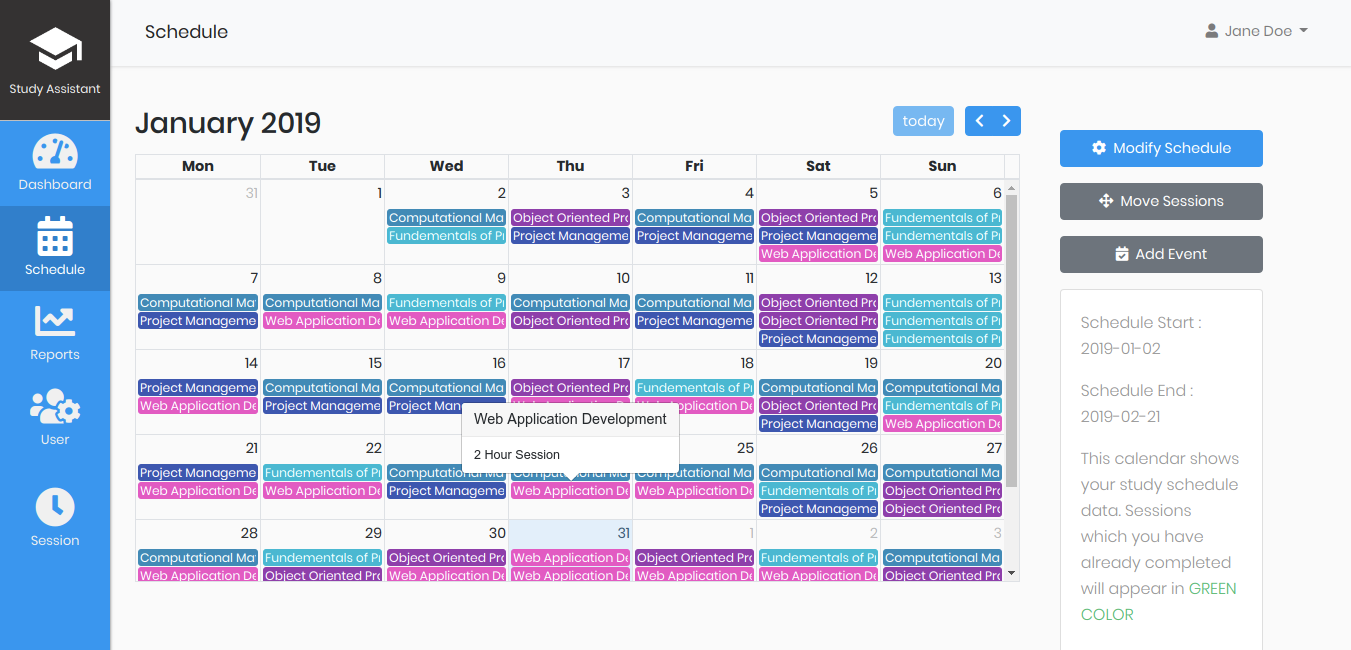 Study Assistant
Dashboard
Schedule
Reports
User
Session
Schedule
Jane Doe
January 2019
today
Mon Tue Wed Thu Fri Sat Sun
31 1 2 3 4 5 6
Computational Ma Object Oriented Pro Computational Ma Object Oriented Pro Fundementals of P
Fundementals of P Project Manageme Project Manageme Project Manageme Fundementals of P
Web Application De Web Application De
7 8 9 10 11 12 13
Computational Ma Computational Ma Fundementals of P Computational Ma Computational Ma Object Oriented Pro Fundementals of P
Project Manageme Web Application De Web Application De Object Oriented Pro Project Manageme Object Oriented Pro Fundementals of P
Project Manageme Fundementals of P
14 15 16 17 18 19 20
Project Manageme Computational Ma Computational Ma Object Oriented Pro Fundementals of P Computational Ma Computational Ma
Web Application De Project Manageme Project Mana Application De Object Oriented Pro Fundementals of P
Project Manageme Web Application De
Web Application Development
2 Hour Session
21 22 25 26 27
Project Manageme Fundementals of P Computational Ma Computational Ma Computational Ma Computational Ma
Web Application De Web Application De Project Manageme Web Application De Web Application De Fundementals of P Object Oriented Pro
Project Manageme Object Oriented Pro
28 29 30 31 1 2 3
Computational Ma Fundementals of P Object Oriented Pro Web Application De Object Oriented Pro Fundementals of P Computational Ma
Web Application De Object Oriented Pro Web Application De Web Application De Web Application De Web Application De Object Oriented Pro
Modify Schedule
Move Sessions
Add Event
Schedule Start :
2019-01-02
Schedule End :
2019-02-21
This calendar shows
your study schedule
data. Sessions
which you have
already completed
will appear in GREEN
COLOR